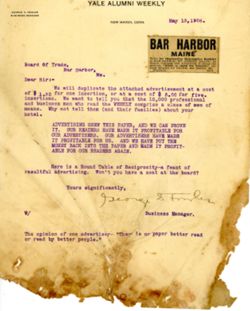 YALE ALUMNI WEEKLY
NEW HAVEN, CONN.
May 12, 1906.
BAR HARBOR
MAINE
Board Of Trade,
Bar Harbor,
Me.
Dear Sirs:
We will duplicate the attached advertisement at a cost
of $ for one insertion, or at a cost of $ for five
insertions. We want to tell you that the 10,000 professional
and business men who read the WEEKLY comprise a class of men of
means. Why not tell them (and their families) about your
hotel.
ADVERTISING USES THIS PAPER, AND WE CAN PROVE
IT. OUR READERS HAVE MADE IT PROFITABLE FOR
OUR ADVERTISERS. OUR ADVERTISERS HAVE MADE
IT PROFITABLE FOR US. AND WE HAVE PUT THE
MONEY BACK INTO THE PAPER AND MADE IT PROFIT-
ABLE FOR OUR READERS AGAIN.
Here is a Round Table of Reciprocity-a feast of
resultful Advertising. Won't you have a seat at the board?
Yours significantly,
George E
W/
Business Manager.
The opinion of one advertiser- "There is no paper better read
or read by better people."